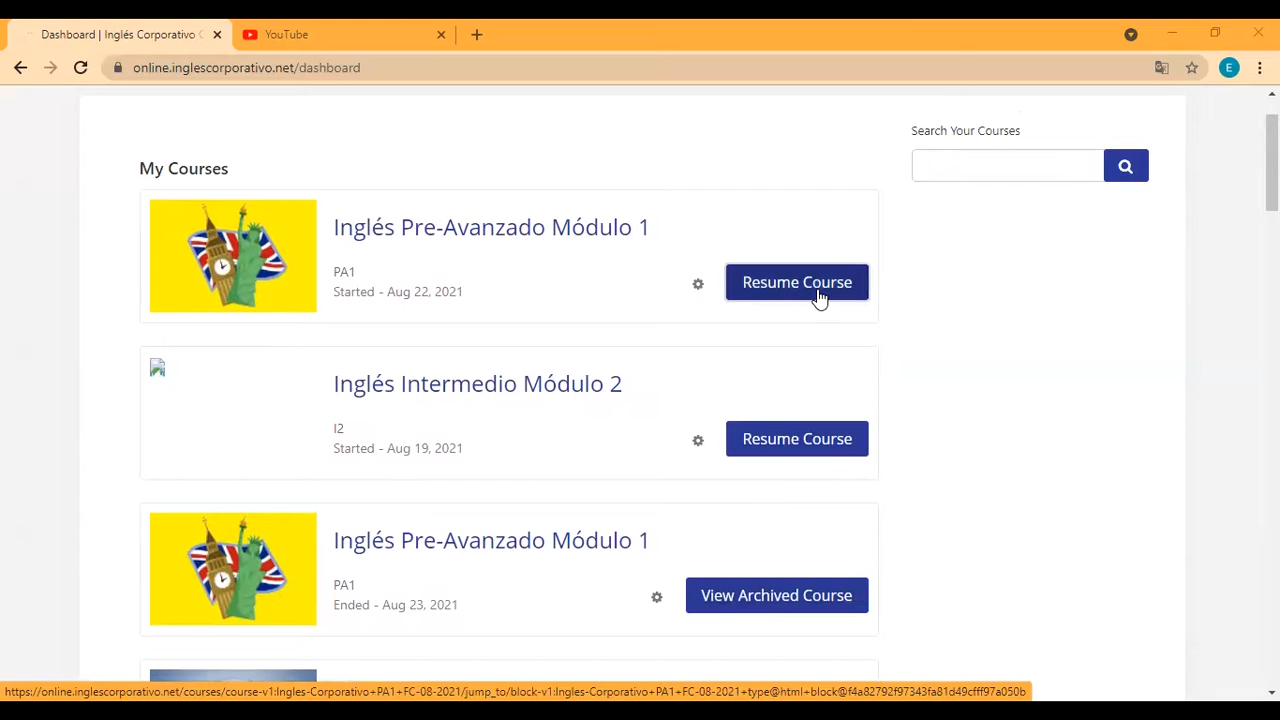 Dashboard | Inglés Corporativo
YouTube
online.inglescorporativo.net/dashboard
E
Search Your Courses
My Courses
Inglés Pre-Avanzado Módulo 1
PA1
Started - Aug 22, 2021
Resume Course
Inglés Intermedio Módulo 2
I2
Started - Aug 19, 2021
Resume Course
Inglés Pre-Avanzado Módulo 1
PA1
Ended - Aug 23, 2021
View Archived Course
https://online.inglescorporativo.net/courses/course-v1:Ingles-Corporativo+PA1+FC-08-2021/jump_to/block-v1:Ingles-Corporativo+PA1+FC-08-2021+type@html+block@f4a82792f97343fa81d49cfff97a050b